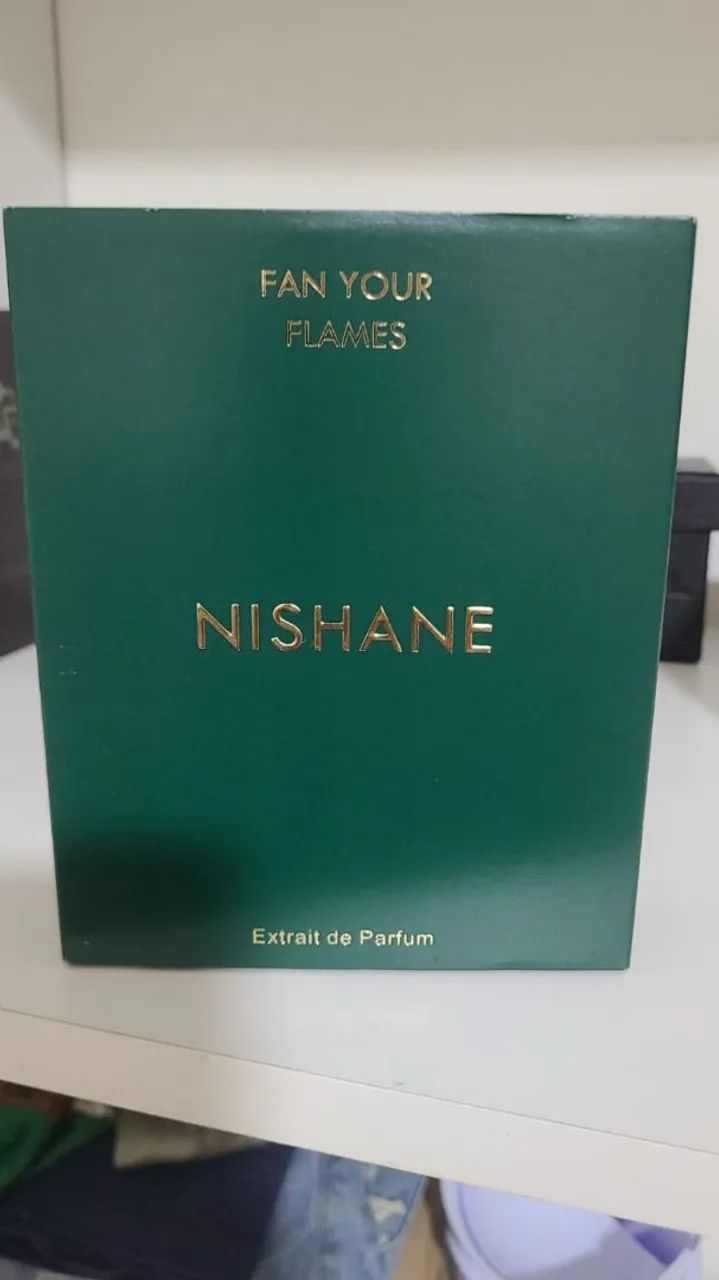 FAN YOUR
FLAMES
NISHANE
Extrait de Parfum